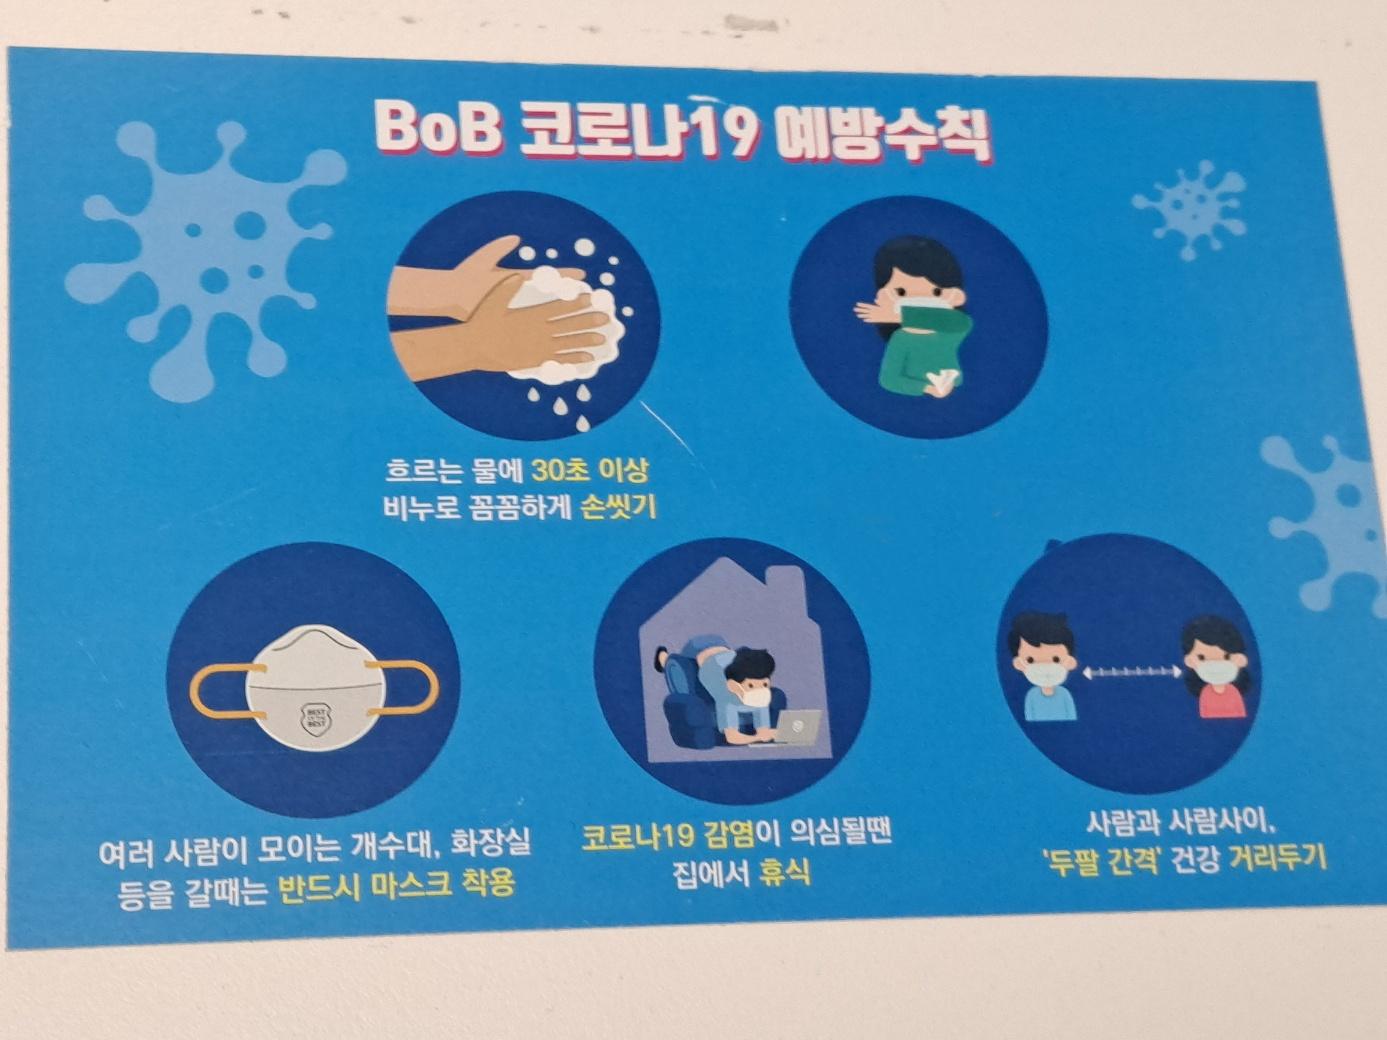 BoB 코로나19 예방수칙
흐르는 물에 30초 이상
비누로 꼼꼼하게 손씻기
BEST
OF THE
BEST
여러 사람이 모이는 개수대, 화장실
등을 갈때는 반드시 마스크 착용
코로나19 감염이 의심될땐
집에서 휴식
사람과 사람사이,
'두팔 간격' 건강 거리두기